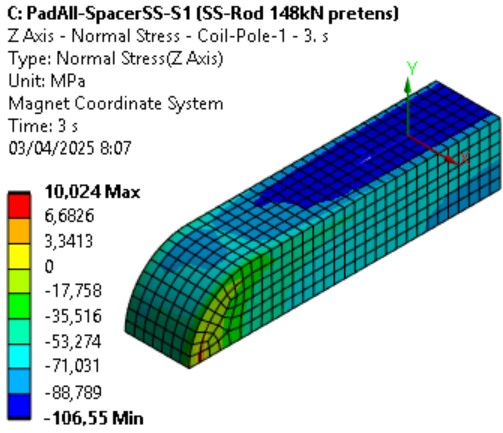 C: PadAll-SpacerSS-S1 (SS-Rod 148kN pretens)
Z Axis - Normal Stress - Coil-Pole-1 - 3. s
Type: Normal Stress(Z Axis)
Unit: MPa
Magnet Coordinate System
Time: 3 s
03/04/2025 8:07
10,024 Max
6,6826
3,3413
0
-17,758
-35,516
-53,274
-71,031
-88,789
-106,55 Min
Y
X